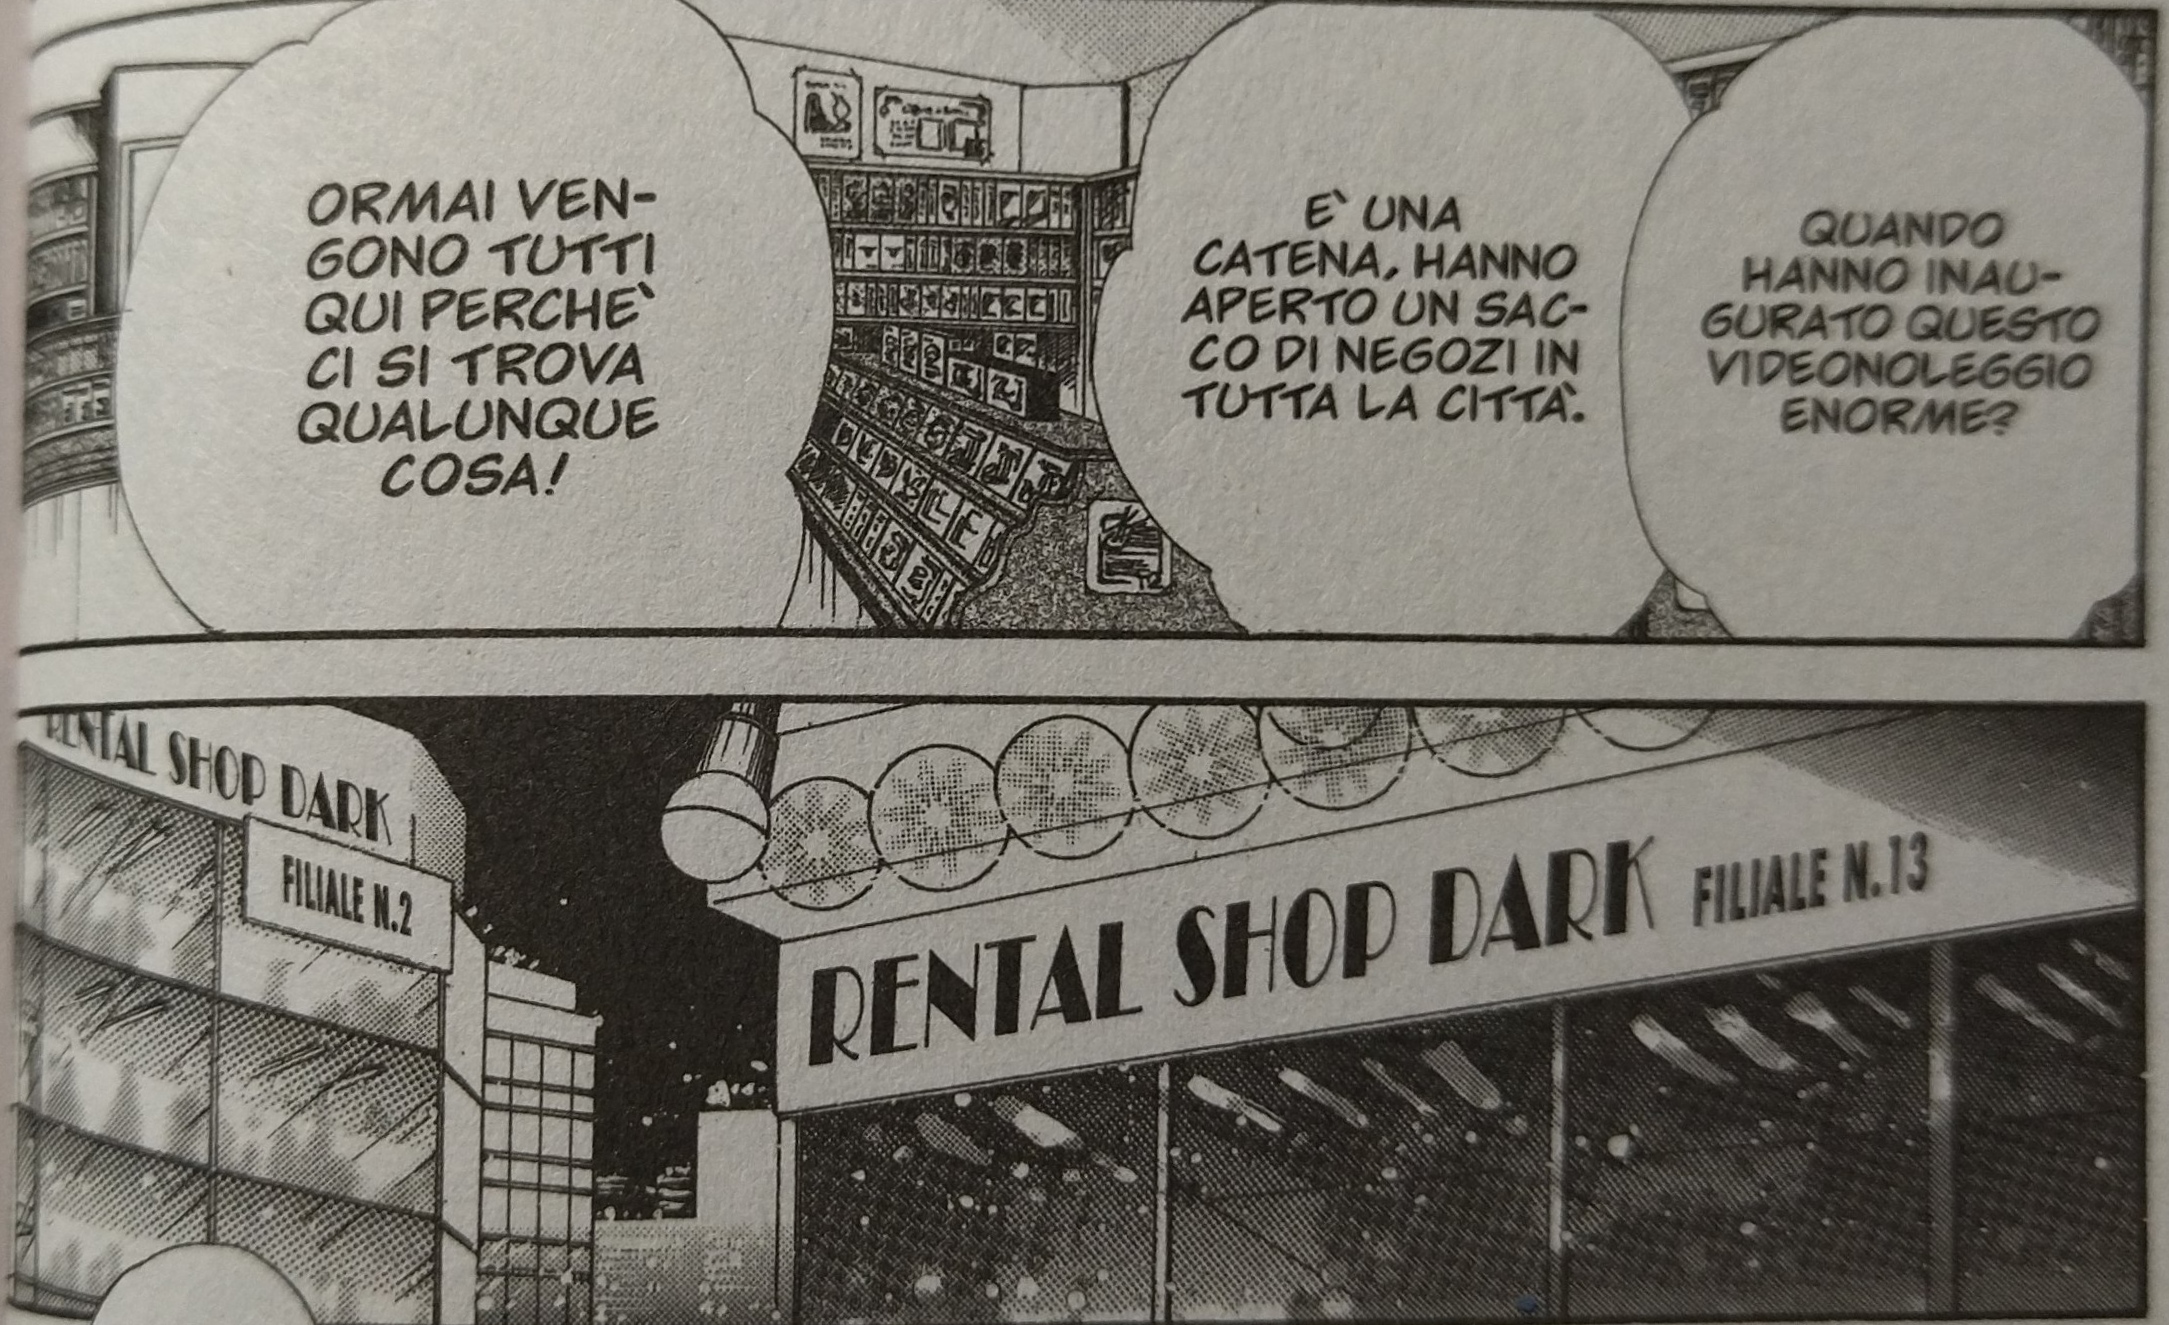 QUANDO
HANNO INAU-
GURATO QUESTO
VIDEONOLEGGIO
ENORME?
E` UNA
CATENA, HANNO
APERTO UN SAC-
CO DI NEGOZI IN
TUTTA LA CITTA`.
ORMAI VEN-
GONO TUTTI
QUI PERCHE`
CI SI TROVA
QUALUNQUE
COSA!
RENTAL SHOP DARK FILIALE N.13
RENTAL SHOP DARK
FILIALE N.2